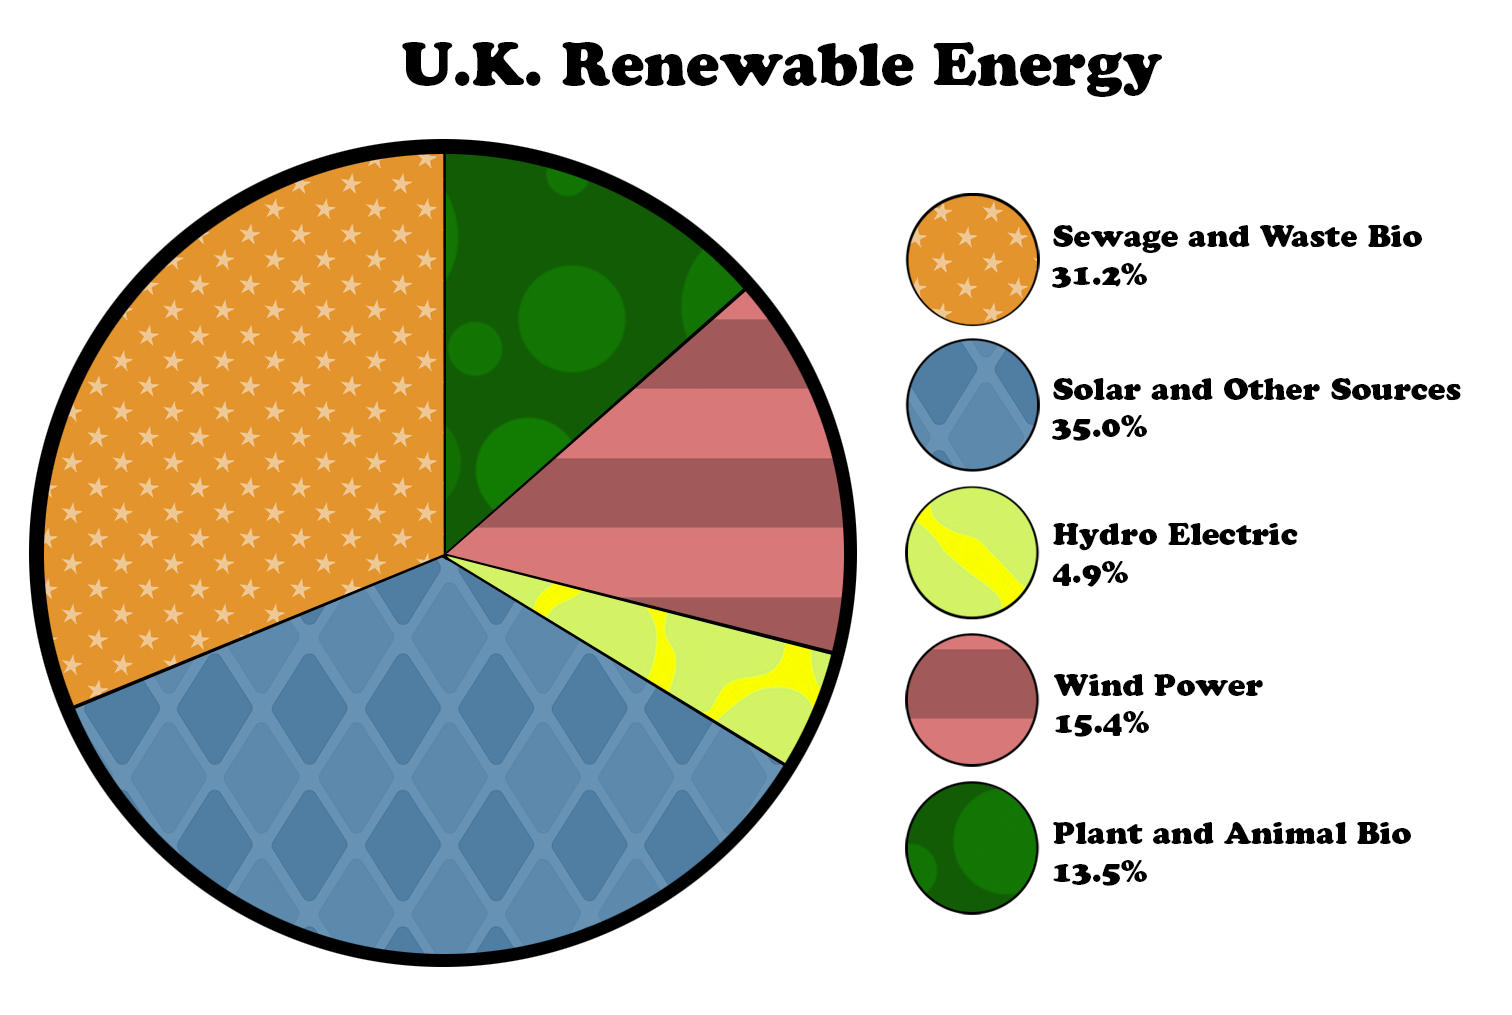 U.K. Renewable Energy
Sewage and Waste Bio
31.2%
Solar and Other Sources
35.0%
Hydro Electric
4.9%
Wind Power
15.4%
Plant and Animal Bio
13.5%